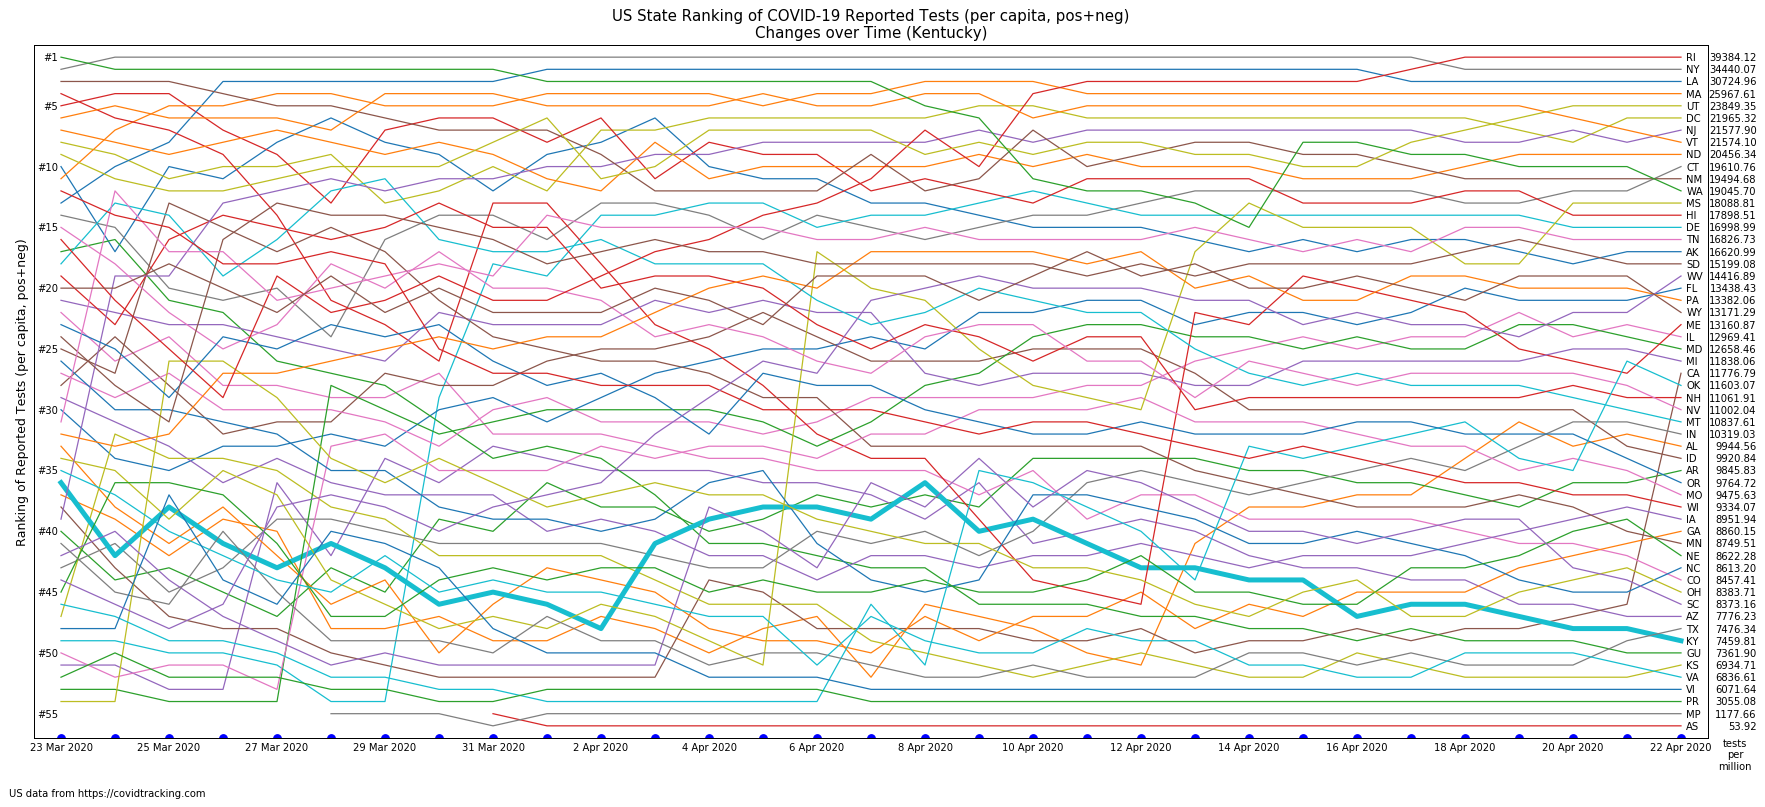 US State Ranking of COVID-19 Reported Tests (per capita, pos+neg)
Changes over Time (Kentucky)
Ranking of Reported Tests (per capita, pos+neg)
#1
#5
#10
#15
#20
#25
#30
#35
#40
#45
#50
#55
RI 39384.12
NY 34440.07
LA 30724.96
MA 25967.61
UT 23849.35
DC 21965.32
NJ 21577.90
VT 21574.10
ND 20456.34
CT 19610.76
NM 19494.68
WA 19045.70
MS 18088.81
HI 17898.51
DE 16998.99
TN 16826.73
AK 16620.99
SD 15199.08
WV 14416.89
FL 13438.43
PA 13382.06
WY 13171.29
ME 13160.87
IL 12969.41
MD 12658.46
MI 11838.06
CA 11776.79
OK 11603.07
NH 11061.91
NV 11002.04
MT 10837.61
IN 10319.03
AL 9944.56
ID 9920.84
AR 9845.83
OR 9764.72
MO 9475.63
WI 9334.07
IA 8951.94
GA 8860.15
MN 8749.51
NE 8622.28
NC 8613.20
CO 8457.41
OH 8383.71
SC 8373.16
AZ 7776.23
TX 7476.34
KY 7459.81
GU 7361.90
KS 6934.71
VA 6836.61
VI 6071.64
PR 3055.08
MP 1177.66
AS 53.92
23 Mar 2020 25 Mar 2020 27 Mar 2020 29 Mar 2020 31 Mar 2020 2 Apr 2020 4 Apr 2020 6 Apr 2020 8 Apr 2020 10 Apr 2020 12 Apr 2020 14 Apr 2020 16 Apr 2020 18 Apr 2020 20 Apr 2020 22 Apr 2020
tests
per
million
US data from https://covidtracking.com